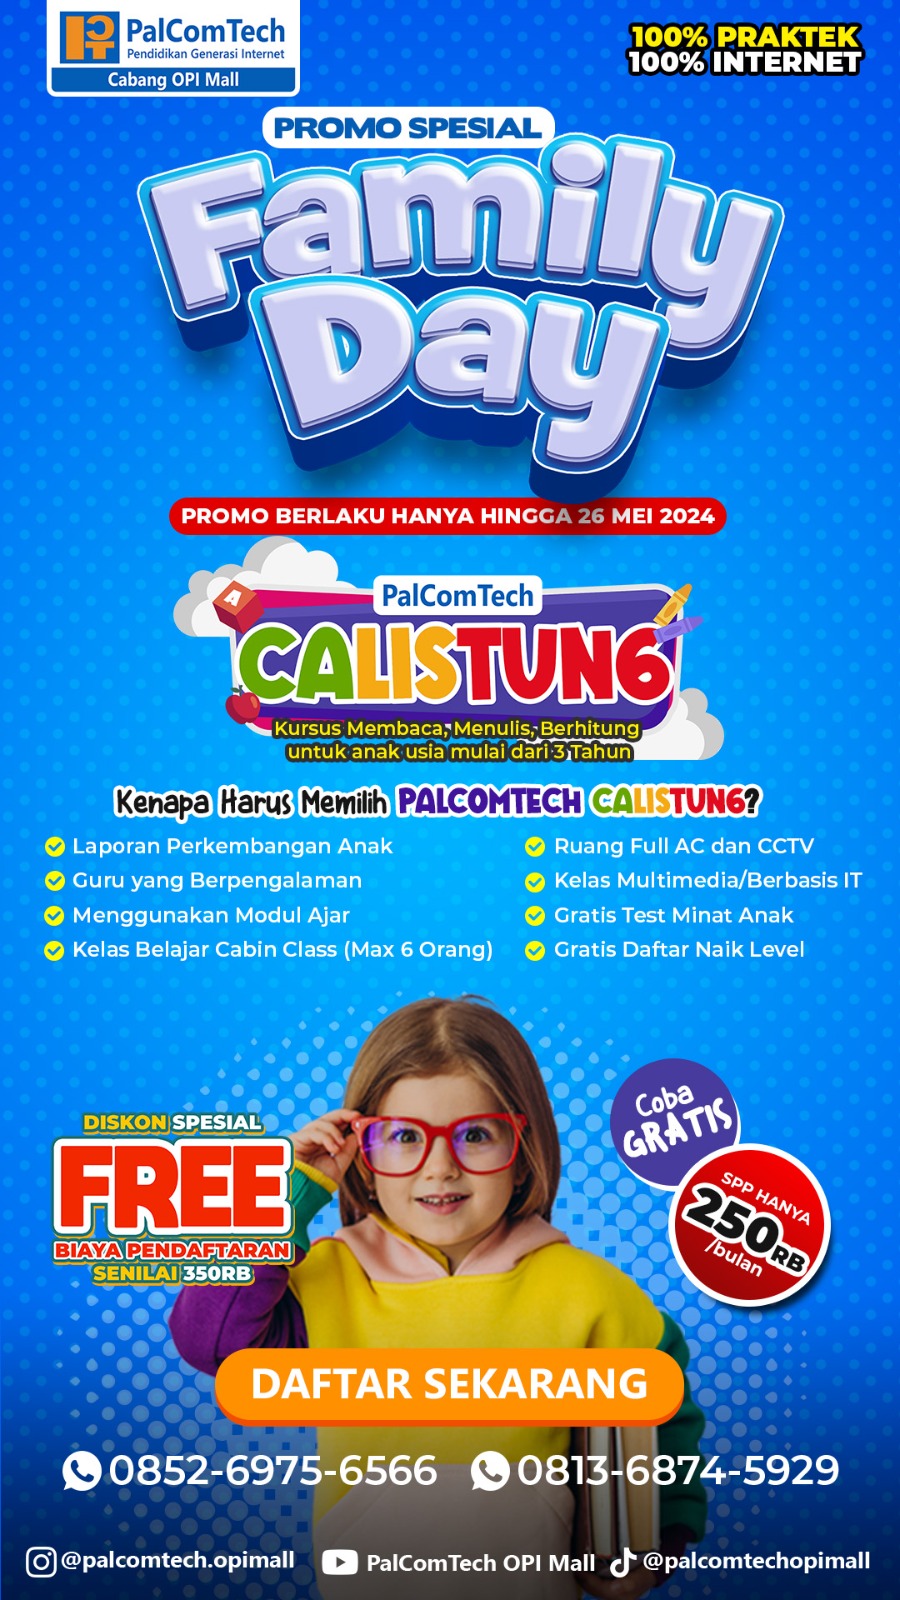 PalComTech
Pendidikan Generasi Internet
Cabang OPI Mall
100% PRAKTEK
100% INTERNET
PROMO SPESIAL
Family
Day
PROMO BERLAKU HANYA HINGGA 26 MEI 2024
A
PalComTech
CALISTUNG
Kursus Membaca, Menulis, Berhitung
untuk anak usia mulai dari 3 Tahun
Kenapa Harus Memilih PALCOMTECH CALISTUNG?
Laporan Perkembangan Anak
Guru yang Berpengalaman
Menggunakan Modul Ajar
Kelas Belajar Cabin Class (Max 6 Orang)
Ruang Full AC dan CCTV
Kelas Multimedia/Berbasis IT
Gratis Test Minat Anak
Gratis Daftar Naik Level
DISKON SPESIAL
FREE
BIAYA PENDAFTARAN
SENILAI 350RB
Coba
GRATIS
SPP HANYA
250RB
/bulan
DAFTAR SEKARANG
0852-6975-6566
0813-6874-5929
@palcomtech.opimall
PalComTech OPI Mall
@palcomtechopimall